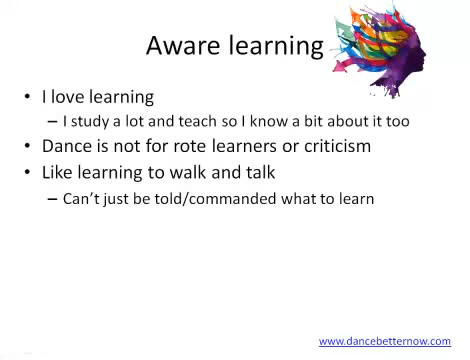 Aware learning
• I love learning
– I study a lot and teach so I know a bit about it too
• Dance is not for rote learners or criticism
• Like learning to walk and talk
– Can't just be told/commanded what to learn
www.dancebetternow.com